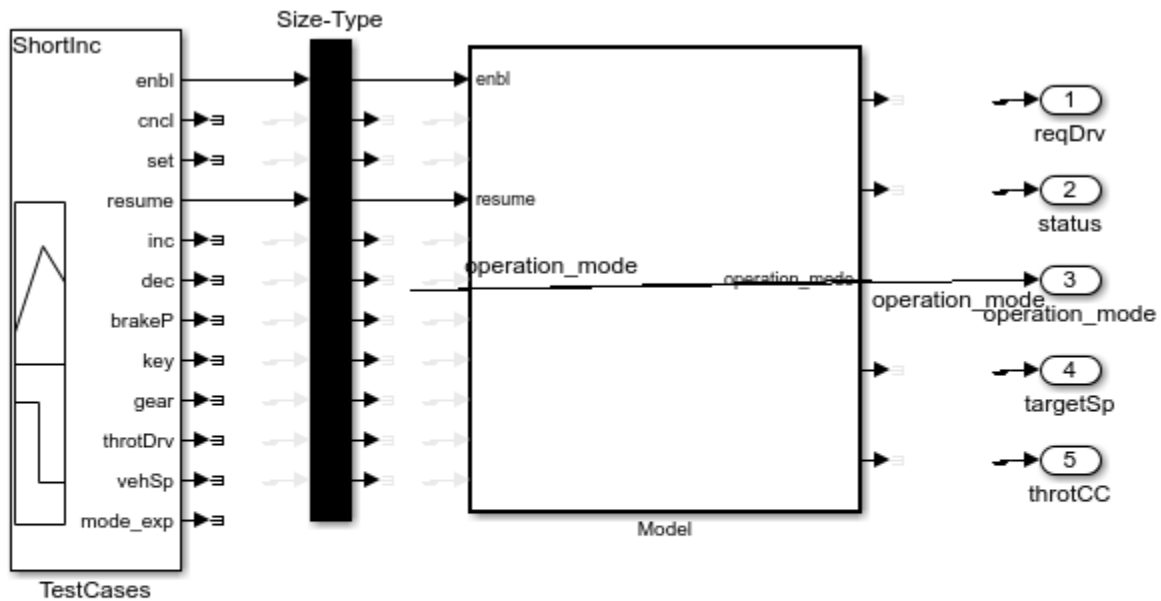 Size-Type
ShortInc
enbl
cncl
set
resume
inc
dec
brakeP
key
gear
throtDrv
vehSp
mode_exp
TestCases
enbl
resume
operation_mode
operation_mode
Model
operation_mode
1
reqDrv
2
status
3
operation_mode
4
targetSp
5
throtCC